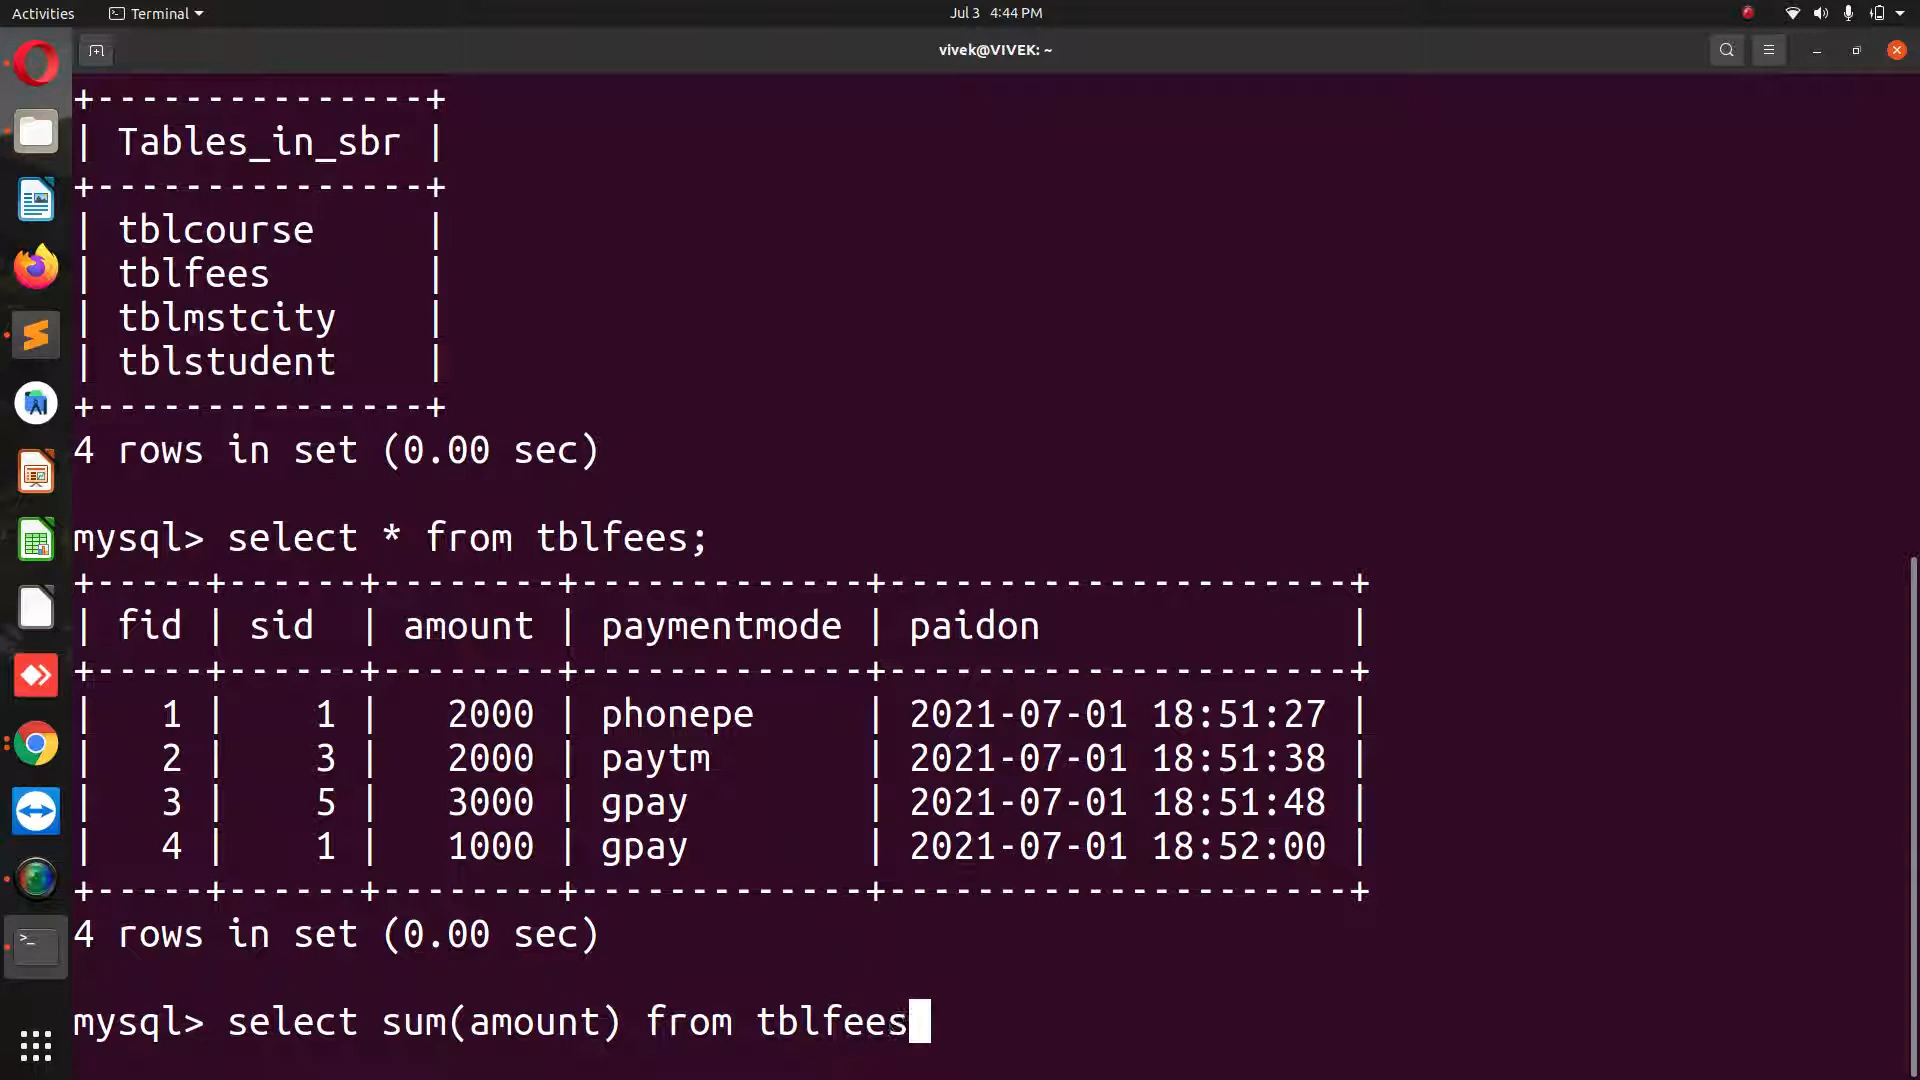 Activities Terminal Jul 3 4:44 PM
vivek@VIVEK: ~
+---------------+
| Tables_in_sbr |
+---------------+
| tblcourse     |
| tblfees       |
| tblmstcity    |
| tblstudent    |
+---------------+
4 rows in set (0.00 sec)
mysql> select * from tblfees;
+-----+------+--------+-------------+---------------------+
| fid | sid  | amount | paymentmode | paidon              |
+-----+------+--------+-------------+---------------------+
|   1 |    1 |   2000 | phonepe     | 2021-07-01 18:51:27 |
|   2 |    3 |   2000 | paytm       | 2021-07-01 18:51:38 |
|   3 |    5 |   3000 | gpay        | 2021-07-01 18:51:48 |
|   4 |    1 |   1000 | gpay        | 2021-07-01 18:52:00 |
+-----+------+--------+-------------+---------------------+
4 rows in set (0.00 sec)
mysql> select sum(amount) from tblfees